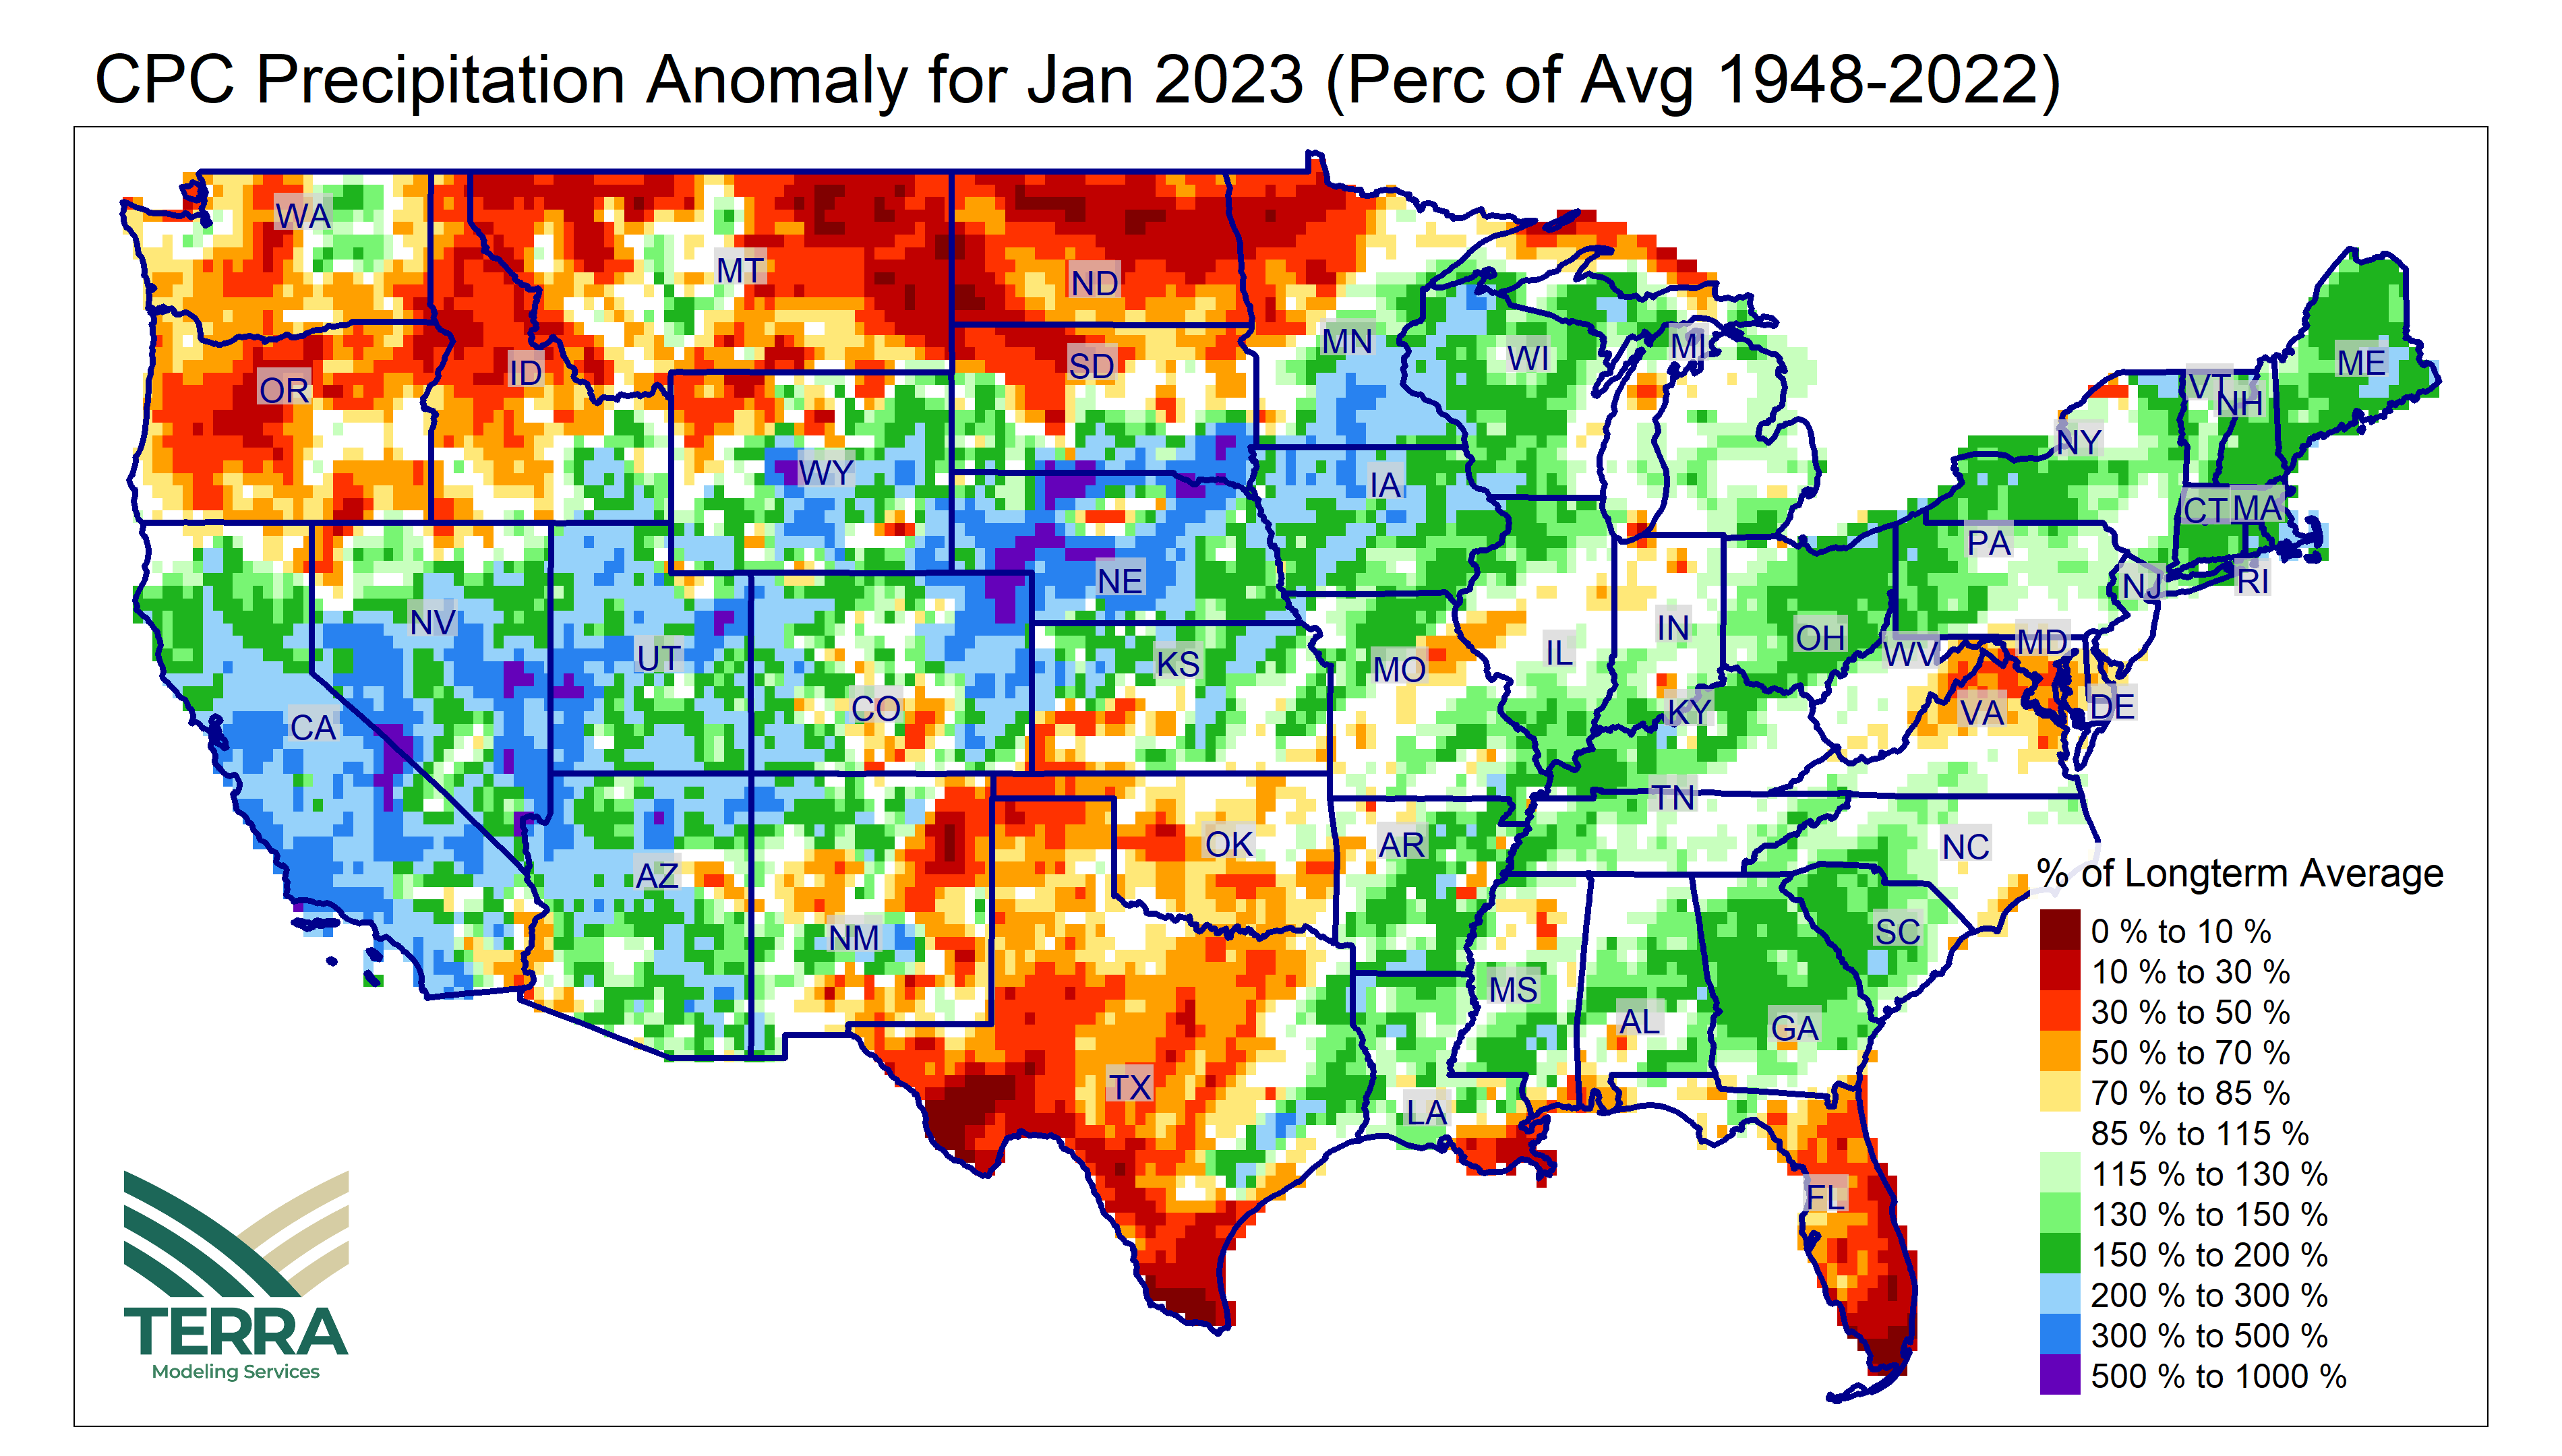 CPC Precipitation Anomaly for Jan 2023 (Perc of Avg 1948-2022)
WA
MT
ND
MN
WI
MI
VT
NH
ME
OR
ID
SD
WY
IA
NY
CT MA
PA
NJ
RI
NV
UT
CO
NE
KS
MO
IL
IN
OH
WV
MD
VA
DE
KY
CA
AZ
NM
OK
AR
TN
NC
SC
MS
AL
GA
TX
LA
FL
% of Longterm Average
0 % to 10 %
10 % to 30 %
30 % to 50 %
50 % to 70 %
70 % to 85 %
85 % to 115 %
115 % to 130 %
130 % to 150 %
150 % to 200 %
200 % to 300 %
300 % to 500 %
500 % to 1000 %
TERRA
Modeling Services